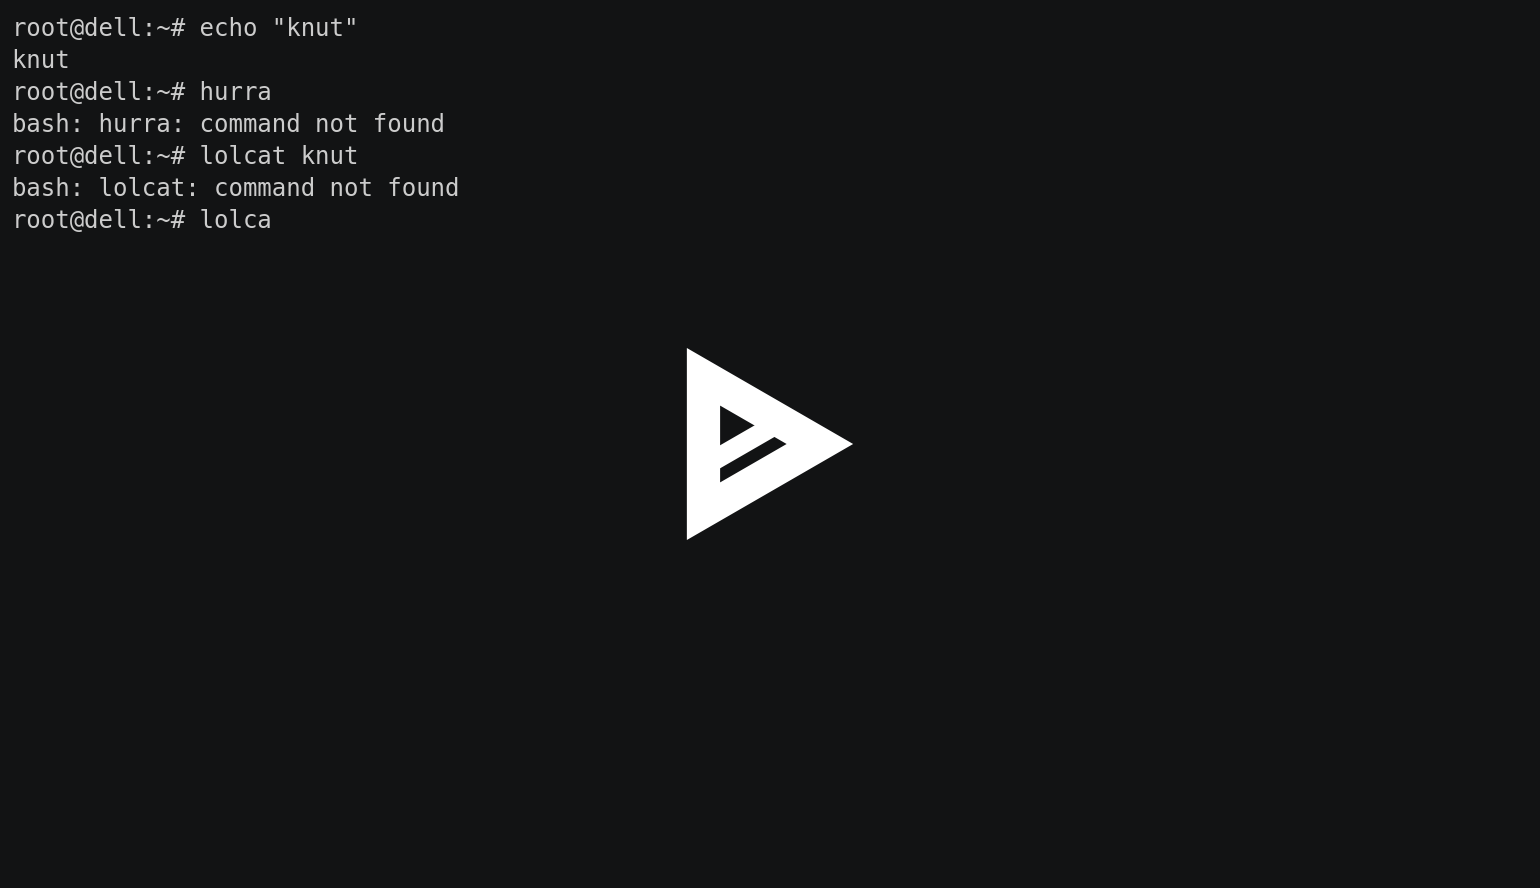 root@dell:~# echo "knut"
knut
root@dell:~# hurra
bash: hurra: command not found
root@dell:~# lolcat knut
bash: lolcat: command not found
root@dell:~# lolca